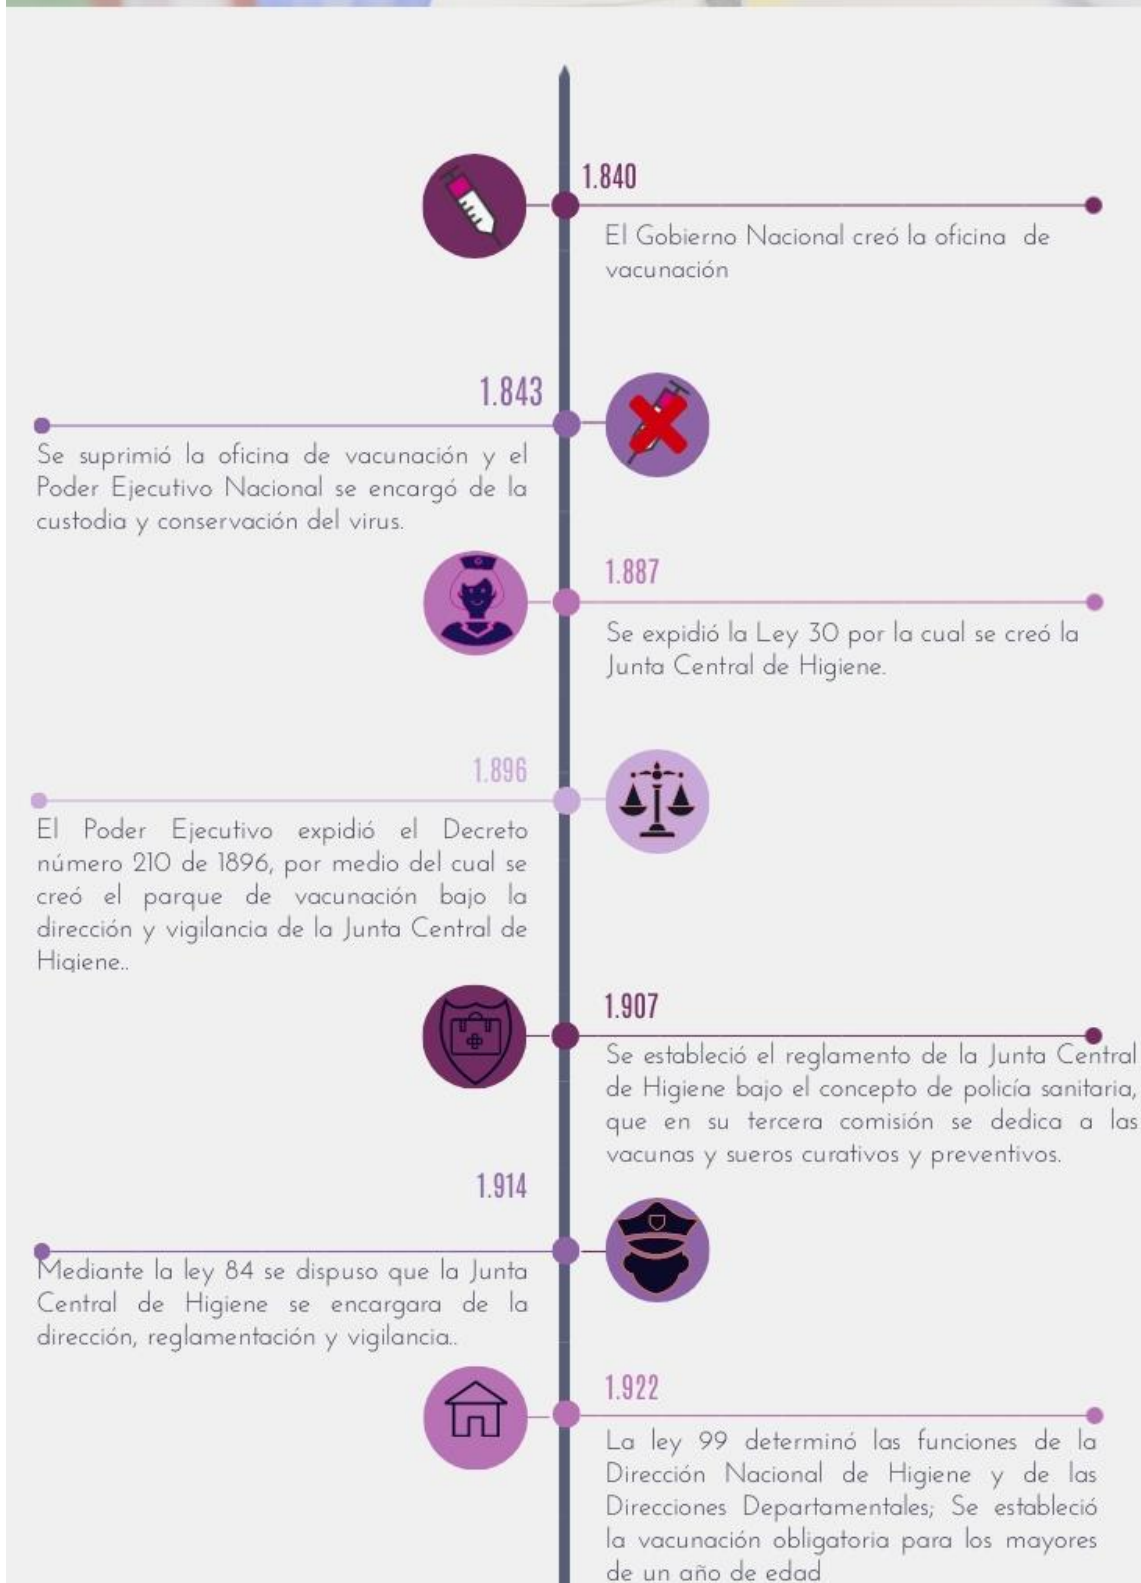 1.840
El Gobierno Nacional creó la oficina de
vacunación
1.843
Se suprimió la oficina de vacunación y el
Poder Ejecutivo Nacional se encargó de la
custodia y conservación del virus.
1.887
Se expidió la Ley 30 por la cual se creó la
Junta Central de Higiene.
1.896
El Poder Ejecutivo expidió el Decreto
número 210 de 1896, por medio del cual se
creó el parque de vacunación bajo la
dirección y vigilancia de la Junta Central de
Higiene..
1.907
Se estableció el reglamento de la Junta Central
de Higiene bajo el concepto de policía sanitaria,
que en su tercera comisión se dedica a las
vacunas y sueros curativos y preventivos.
1.914
Mediante la ley 84 se dispuso que la Junta
Central de Higiene se encargara de la
dirección, reglamentación y vigilancia..
1.922
La ley 99 determinó las funciones de la
Dirección Nacional de Higiene y de las
Direcciones Departamentales; Se estableció
la vacunación obligatoria para los mayores
de un año de edad